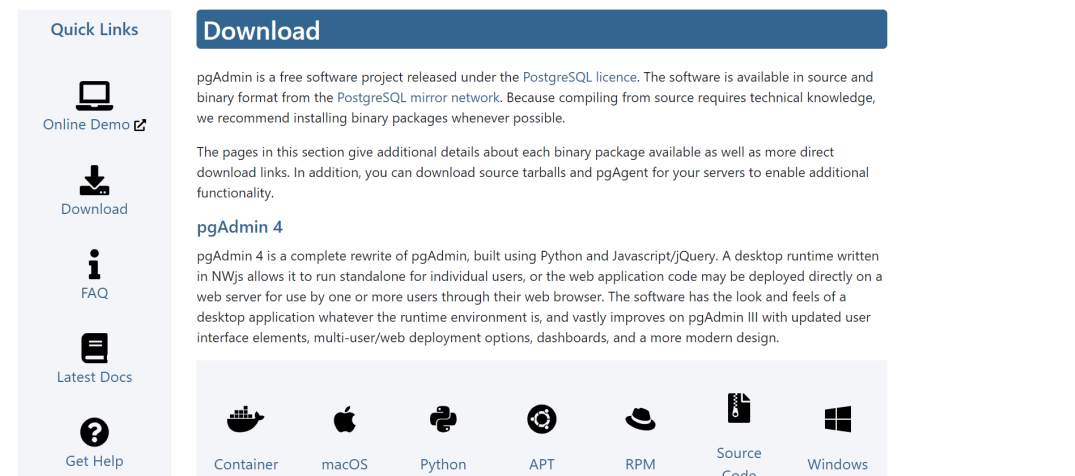 Quick Links
Online Demo
Download
FAQ
Latest Docs
Get Help
Download
pgAdmin is a free software project released under the PostgreSQL licence. The software is available in source and
binary format from the PostgreSQL mirror network. Because compiling from source requires technical knowledge,
we recommend installing binary packages whenever possible.
The pages in this section give additional details about each binary package available as well as more direct
download links. In addition, you can download source tarballs and pgAgent for your servers to enable additional
functionality.
pgAdmin 4
pgAdmin 4 is a complete rewrite of pgAdmin, built using Python and Javascript/jQuery. A desktop runtime written
in NWjs allows it to run standalone for individual users, or the web application code may be deployed directly on a
web server for use by one or more users through their web browser. The software has the look and feels of a
desktop application whatever the runtime environment is, and vastly improves on pgAdmin III with updated user
interface elements, multi-user/web deployment options, dashboards, and a more modern design.
Container
macOS
Python
APT
RPM
Source
Code
Windows